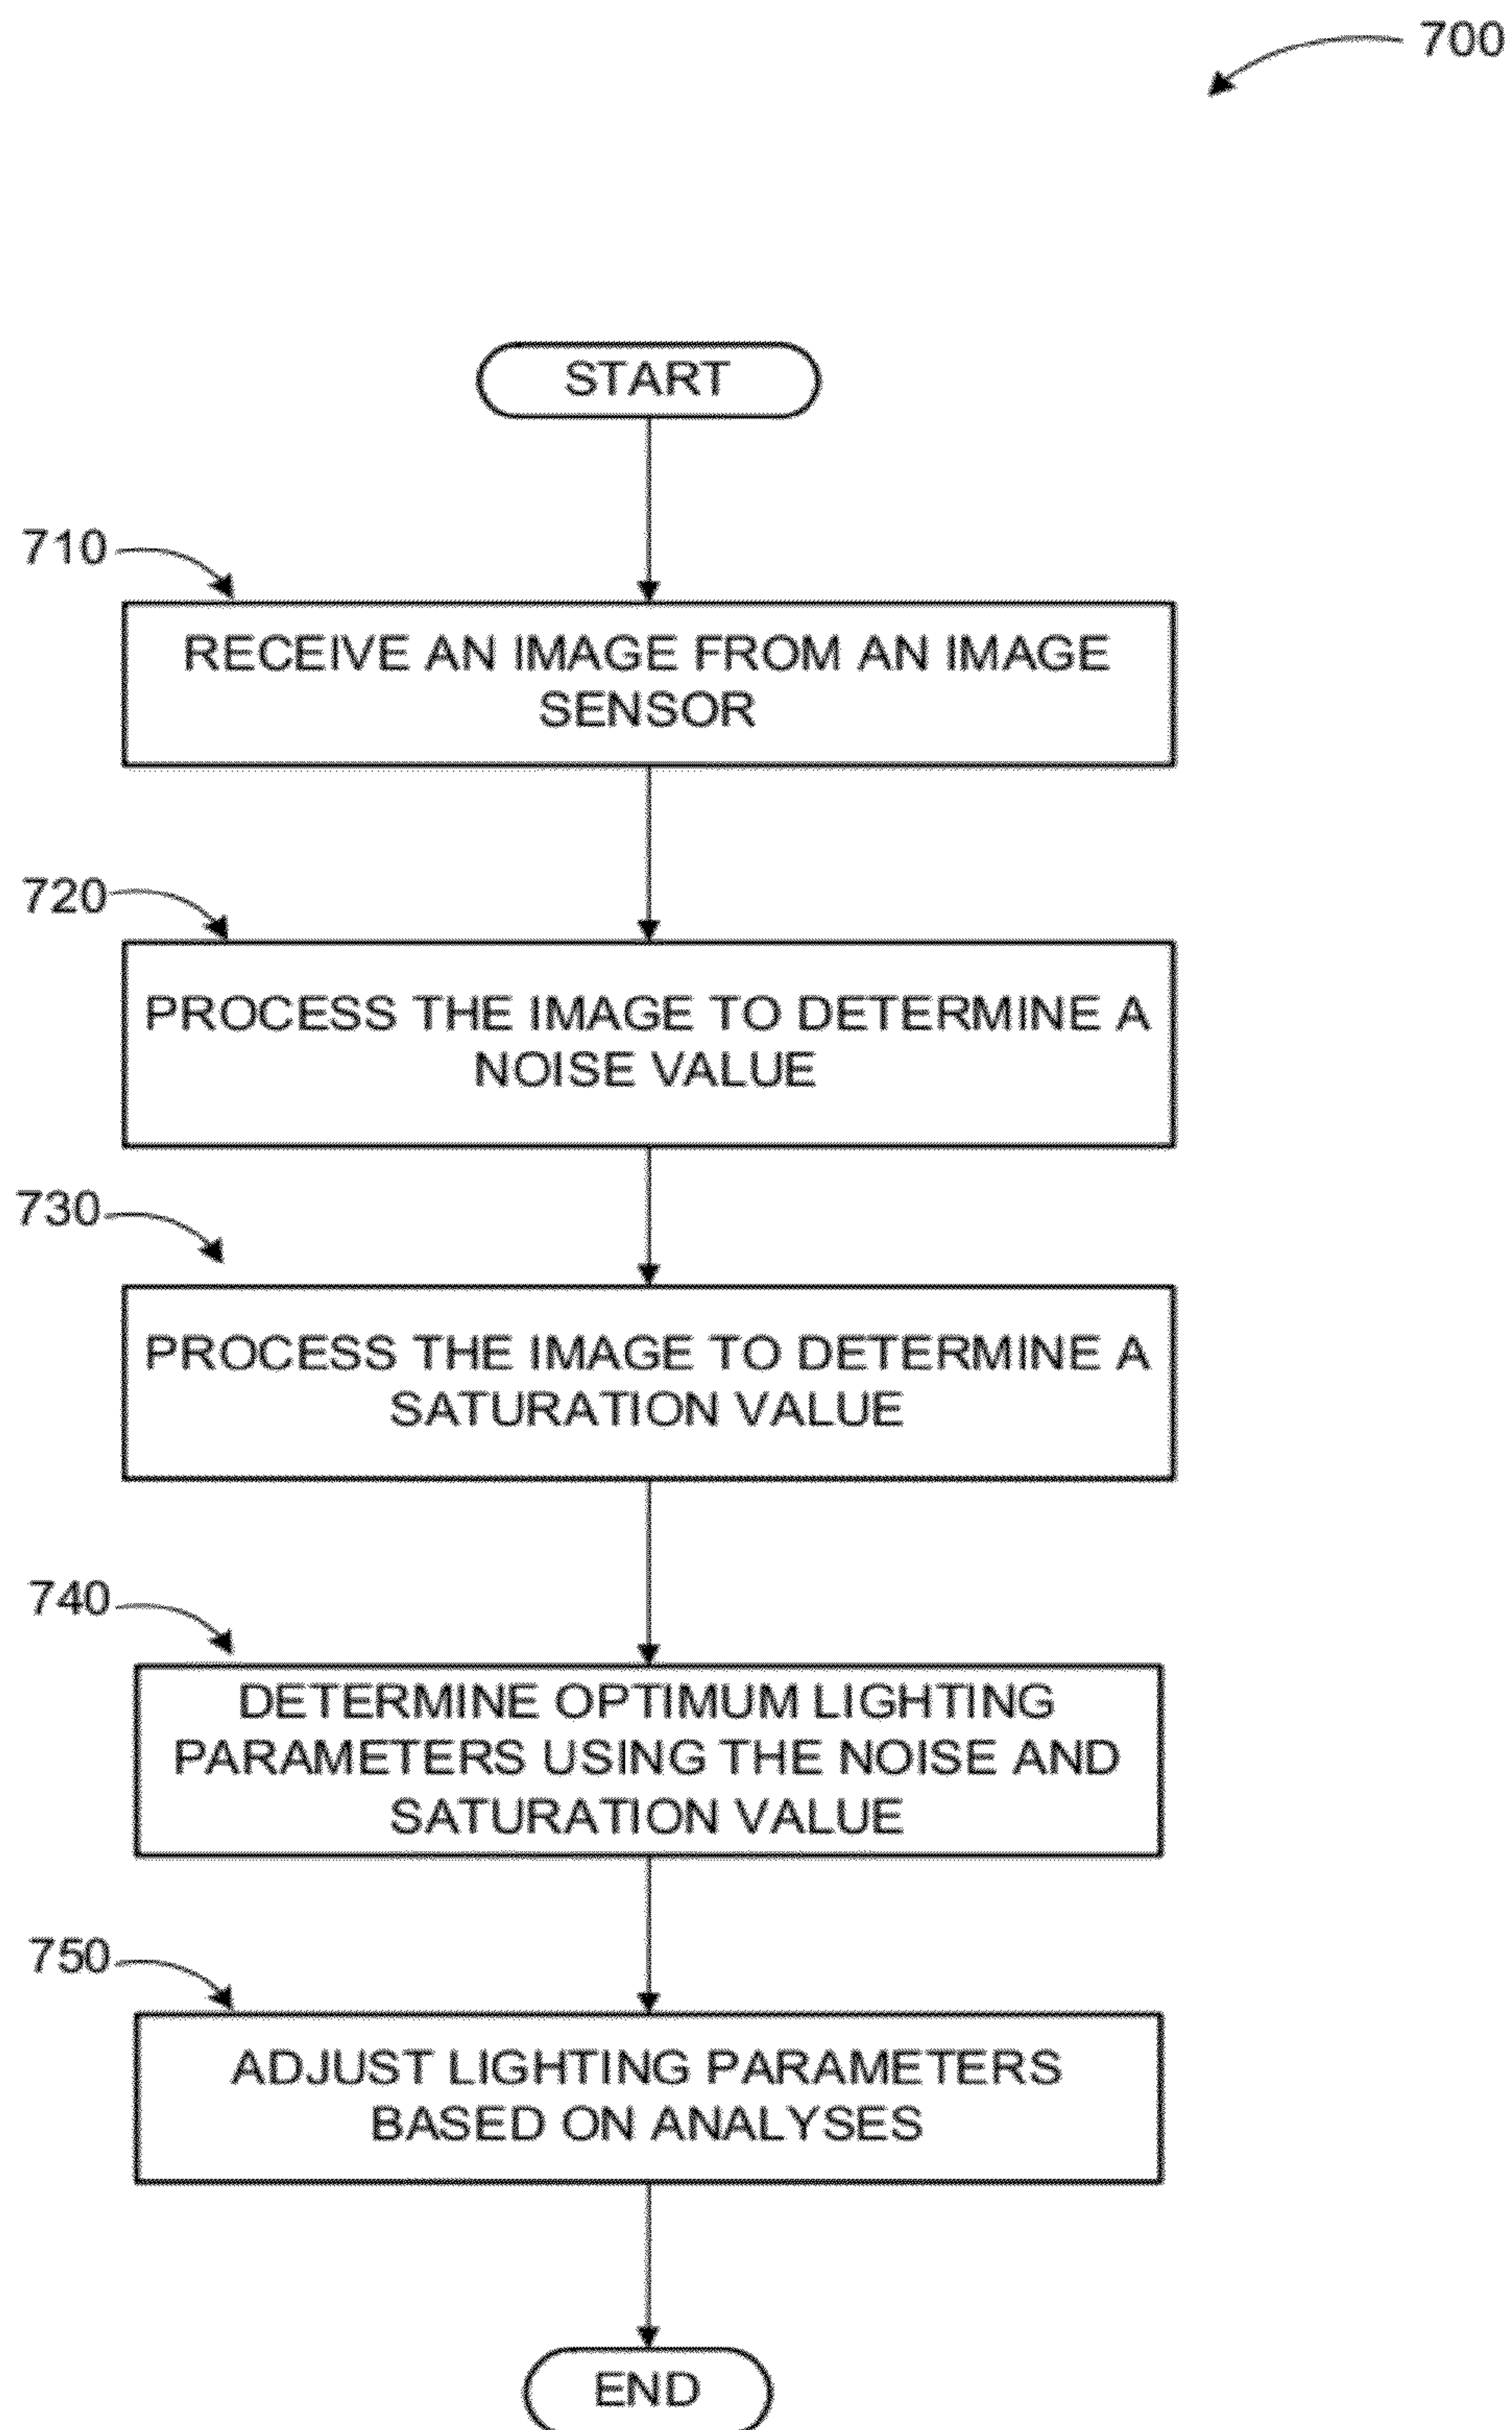 700
START
710
RECEIVE AN IMAGE FROM AN IMAGE
SENSOR
720
PROCESS THE IMAGE TO DETERMINE A
NOISE VALUE
730
PROCESS THE IMAGE TO DETERMINE A
SATURATION VALUE
740
DETERMINE OPTIMUM LIGHTING
PARAMETERS USING THE NOISE AND
SATURATION VALUE
750
ADJUST LIGHTING PARAMETERS
BASED ON ANALYSES
END